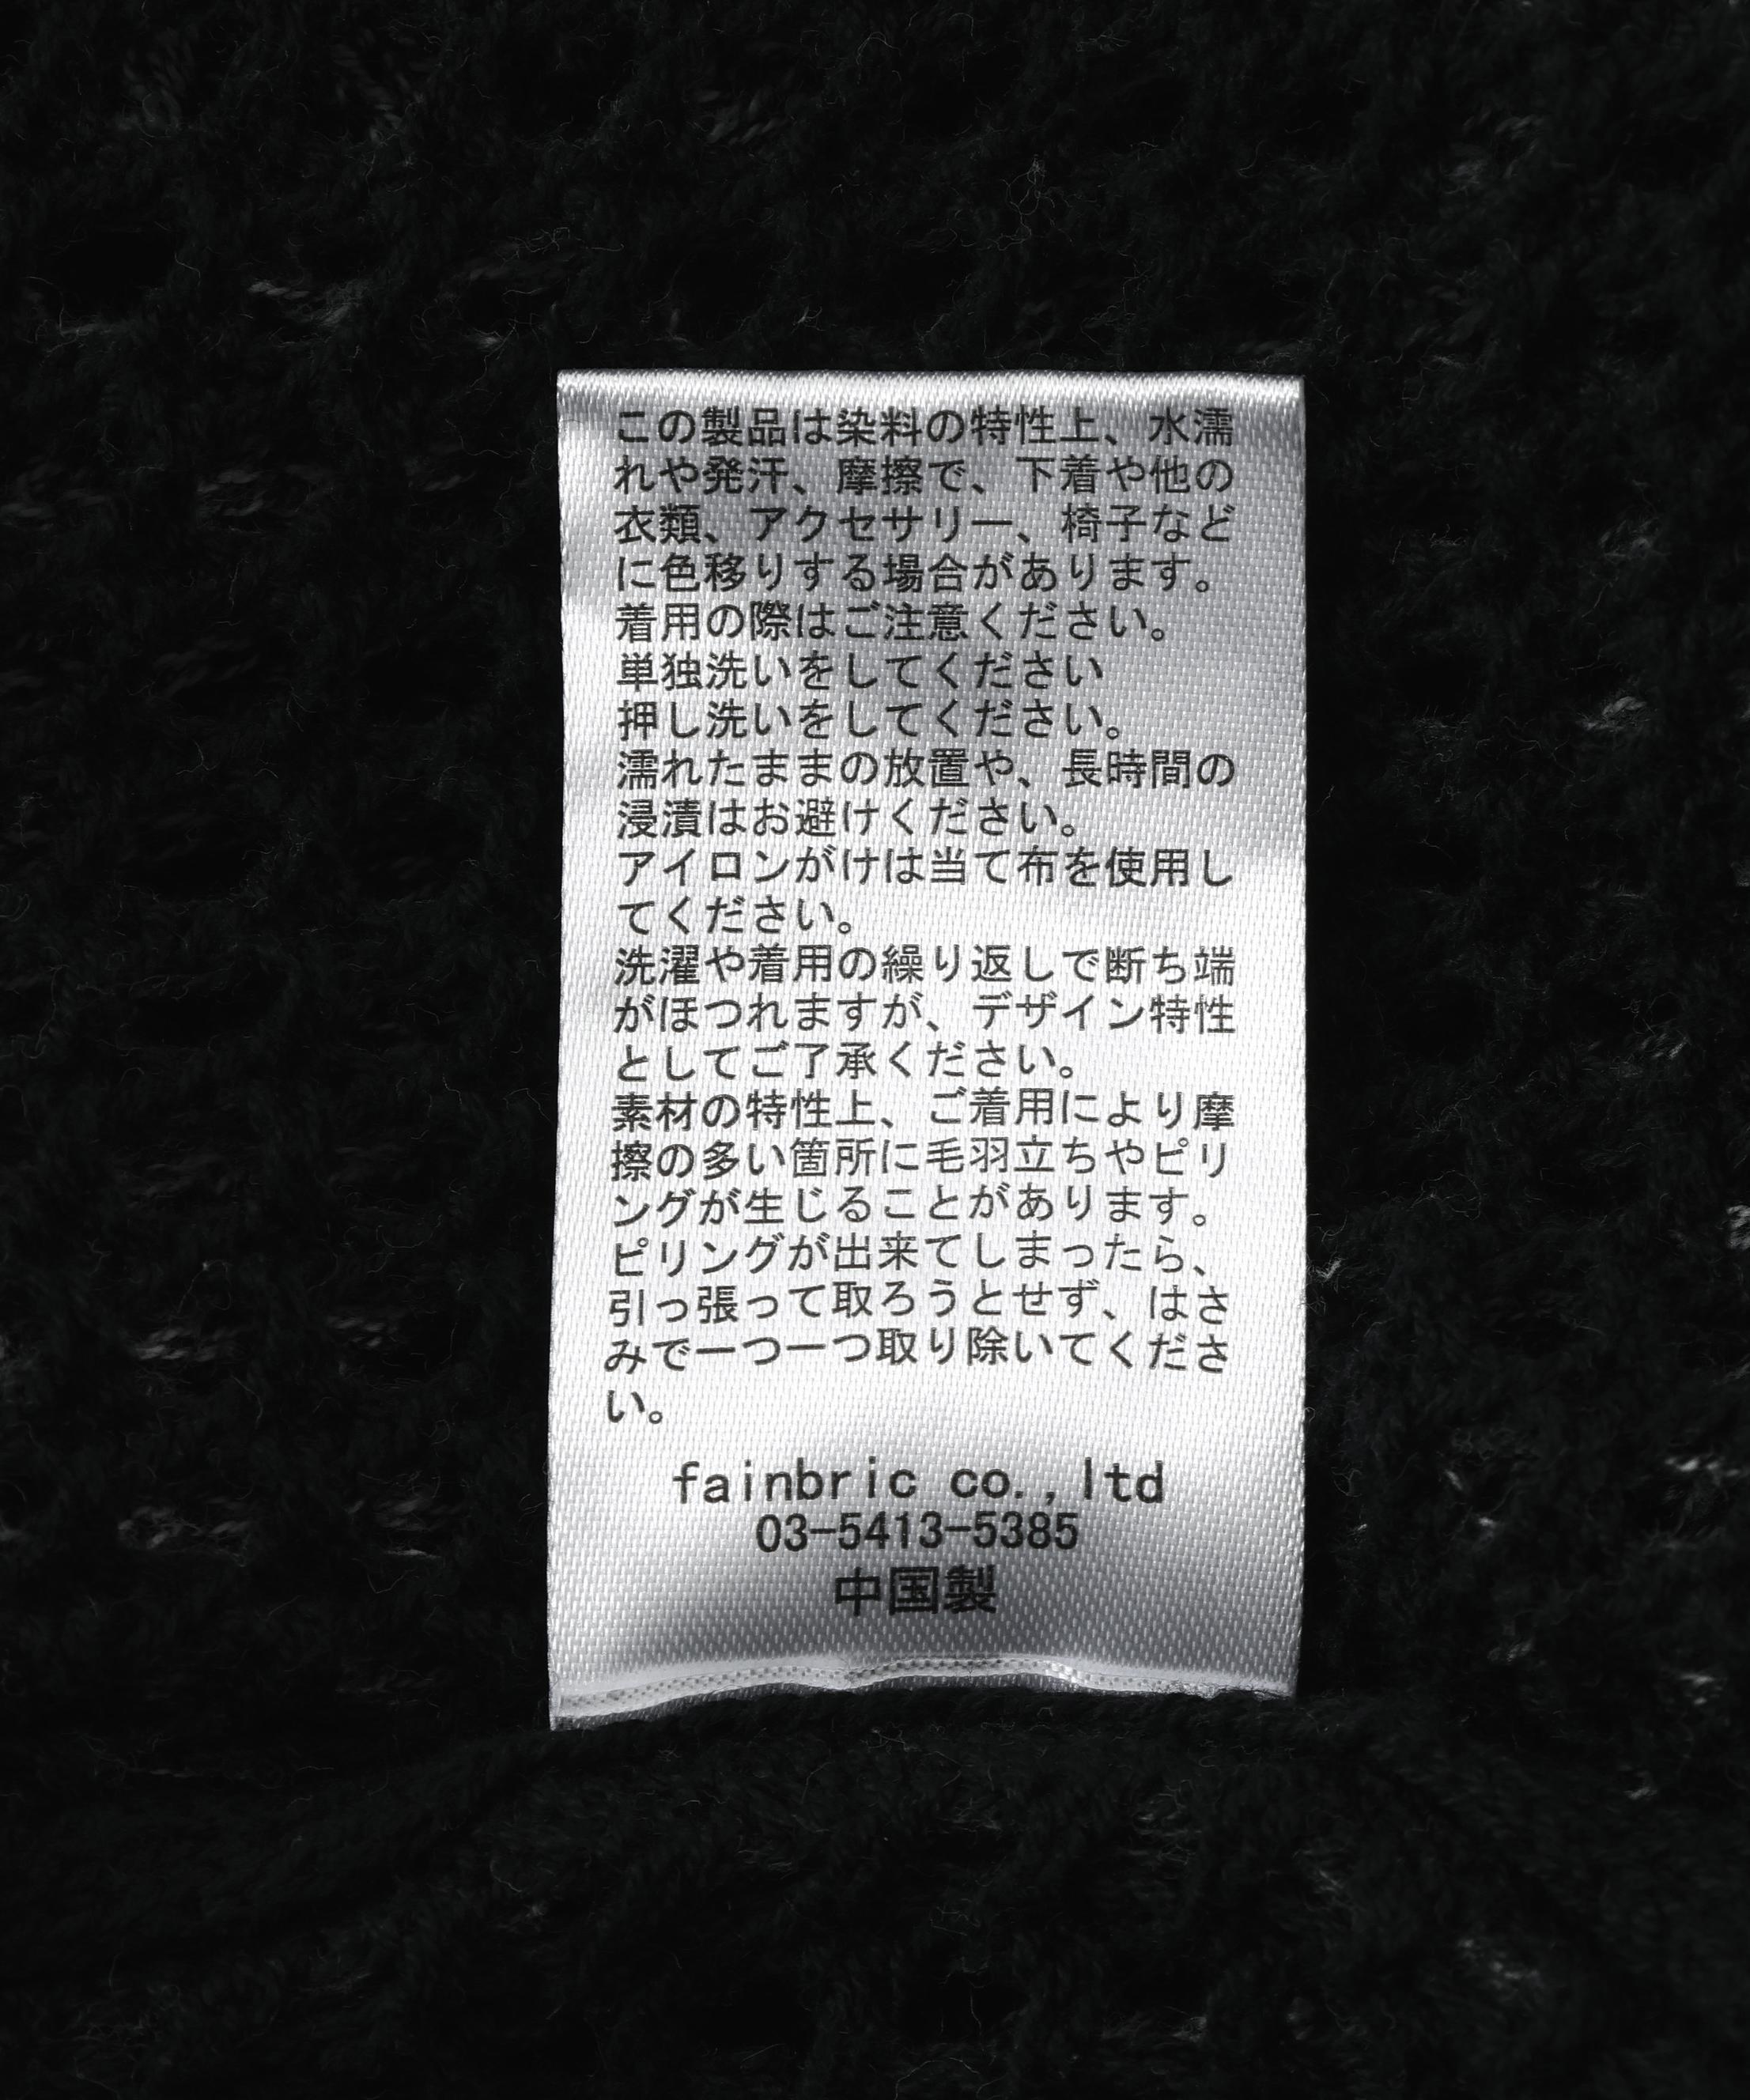 この製品は染料の特性上、水濡
れや発汗、摩擦で、下着や他の
衣類、アクセサリー、椅子など
に色移りする場合があります。
着用の際はご注意ください。
単独洗いをしてください
押し洗いをしてください。
濡れたままの放置や、長時間の
浸漬はお避けください。
アイロンがけは当て布を使用し
てください。
洗濯や着用の繰り返しで断ち端
がほつれますが、デザイン特性
としてご了承ください。
素材の特性上、ご着用により摩
擦の多い箇所に毛羽立ちやピリ
ングが生じることがあります。
ピリングが出来てしまったら、
引っ張って取ろうとせず、はさ
みで一つ一つ取り除いてくださ
い。
fainbric co.,ltd
03-5413-5385
中国製